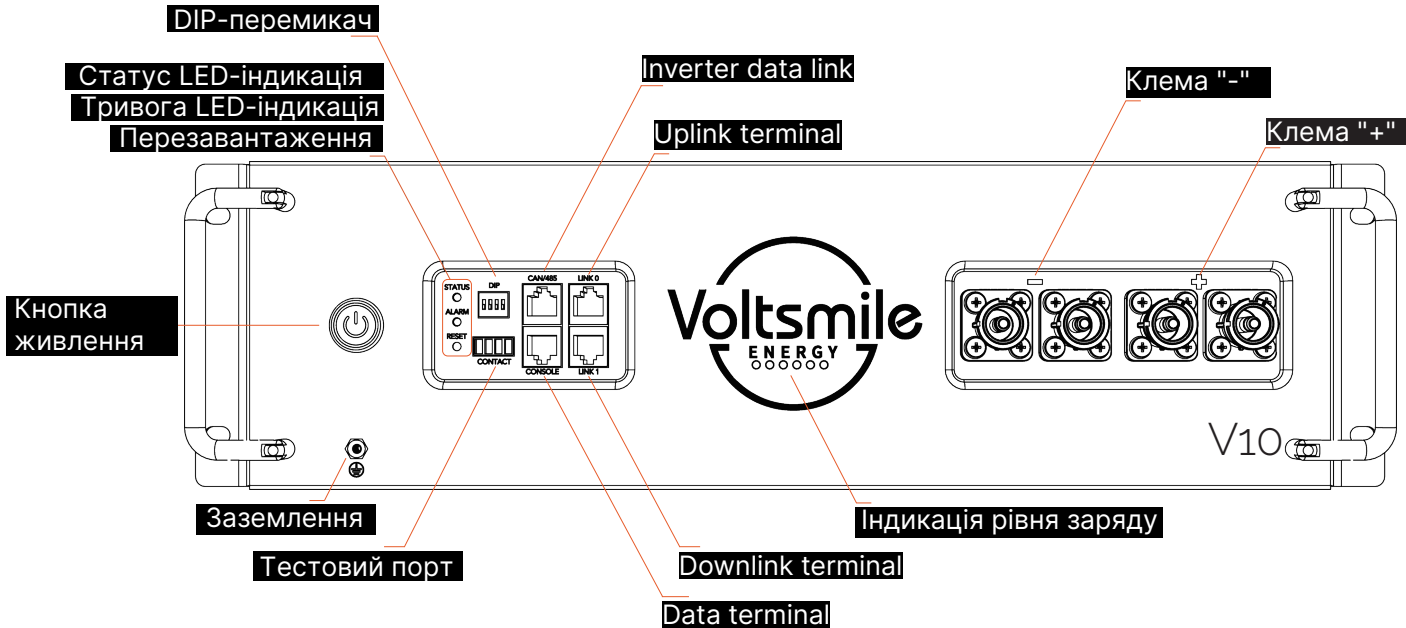 DIP-перемикач
Статус LED-індикація
Тривога LED-індикація
Перезавантаження
Inverter data link
Uplink terminal
Клема "-"
Клема "+"
Кнопка
живлення
STATUS
ALARM
RESET
DIP
CONTACT
CAN/485
LINK 0
CONSOLE
LINK 1
Voltsmile
ENERGY
V10
Заземлення
Тестовий порт
Індикація рівня заряду
Downlink terminal
Data terminal